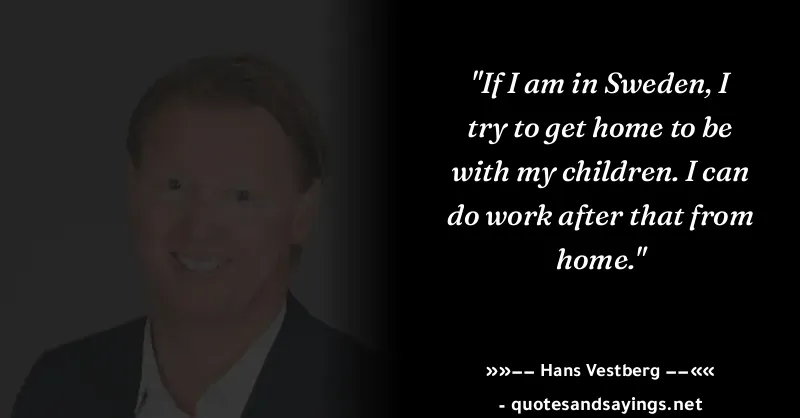 "If I am in Sweden, I
try to get home to be
with my children. I can
do work after that from
home."
»»–– Hans Vestberg ––««
- quotesandsayings.net